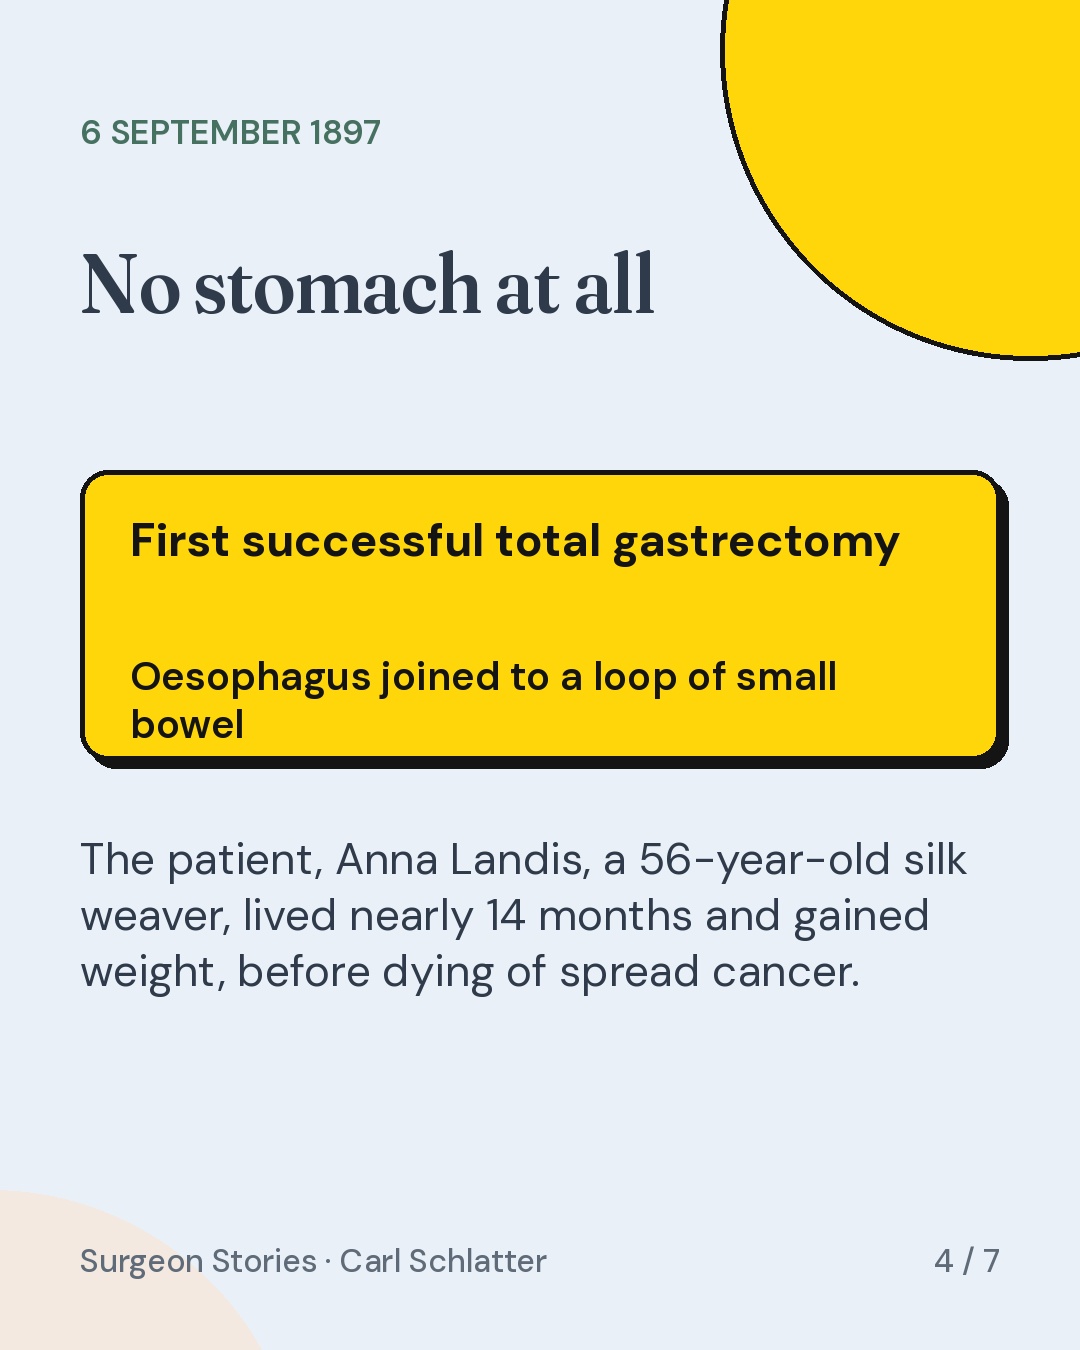 6 SEPTEMBER 1897
No stomach at all
First successful total gastrectomy
Oesophagus joined to a loop of small
bowel
The patient, Anna Landis, a 56-year-old silk
weaver, lived nearly 14 months and gained
weight, before dying of spread cancer.
Surgeon Stories · Carl Schlatter
4 / 7